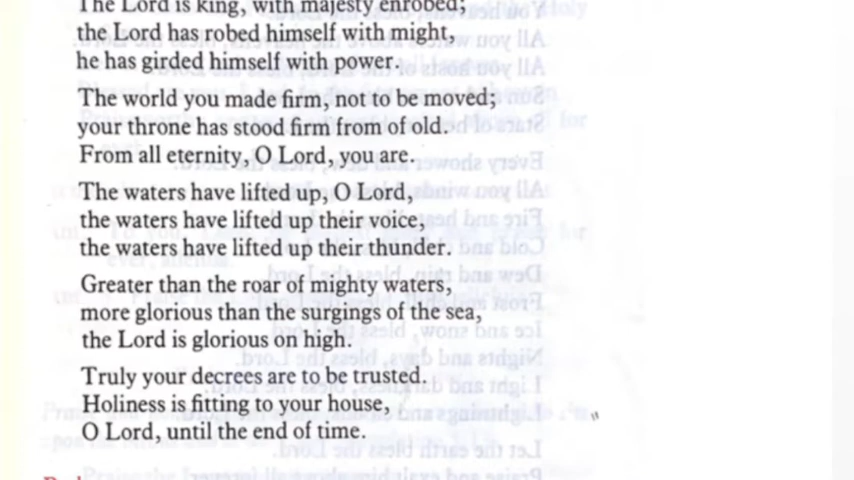 The Lord is king, with majesty enrobed;
the Lord has robed himself with might,
he has girded himself with power.
The world you made firm, not to be moved;
your throne has stood firm from of old.
From all eternity, O Lord, you are.
The waters have lifted up, O Lord,
the waters have lifted up their voice,
the waters have lifted up their thunder.
Greater than the roar of mighty waters,
more glorious than the surgings of the sea,
the Lord is glorious on high.
Truly your decrees are to be trusted.
Holiness is fitting to your house,
O Lord, until the end of time.